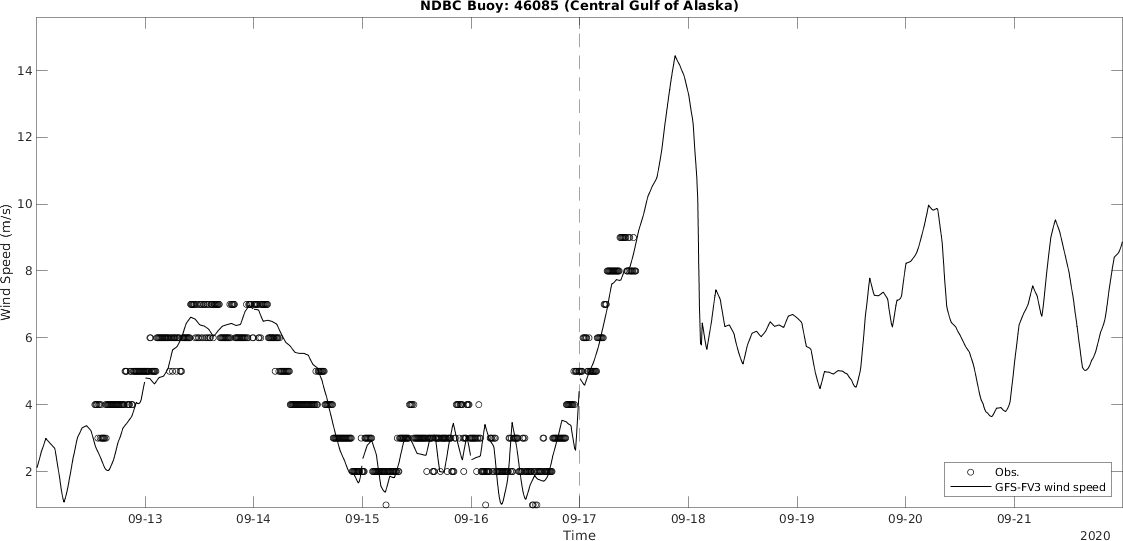 NDBC Buoy: 46085 (Central Gulf of Alaska)
Wind Speed (m/s)
14
12
10
8
6
4
2
Obs.
GFS-FV3 wind speed
09-13 09-14 09-15 09-16 09-17 09-18 09-19 09-20 09-21
Time
2020